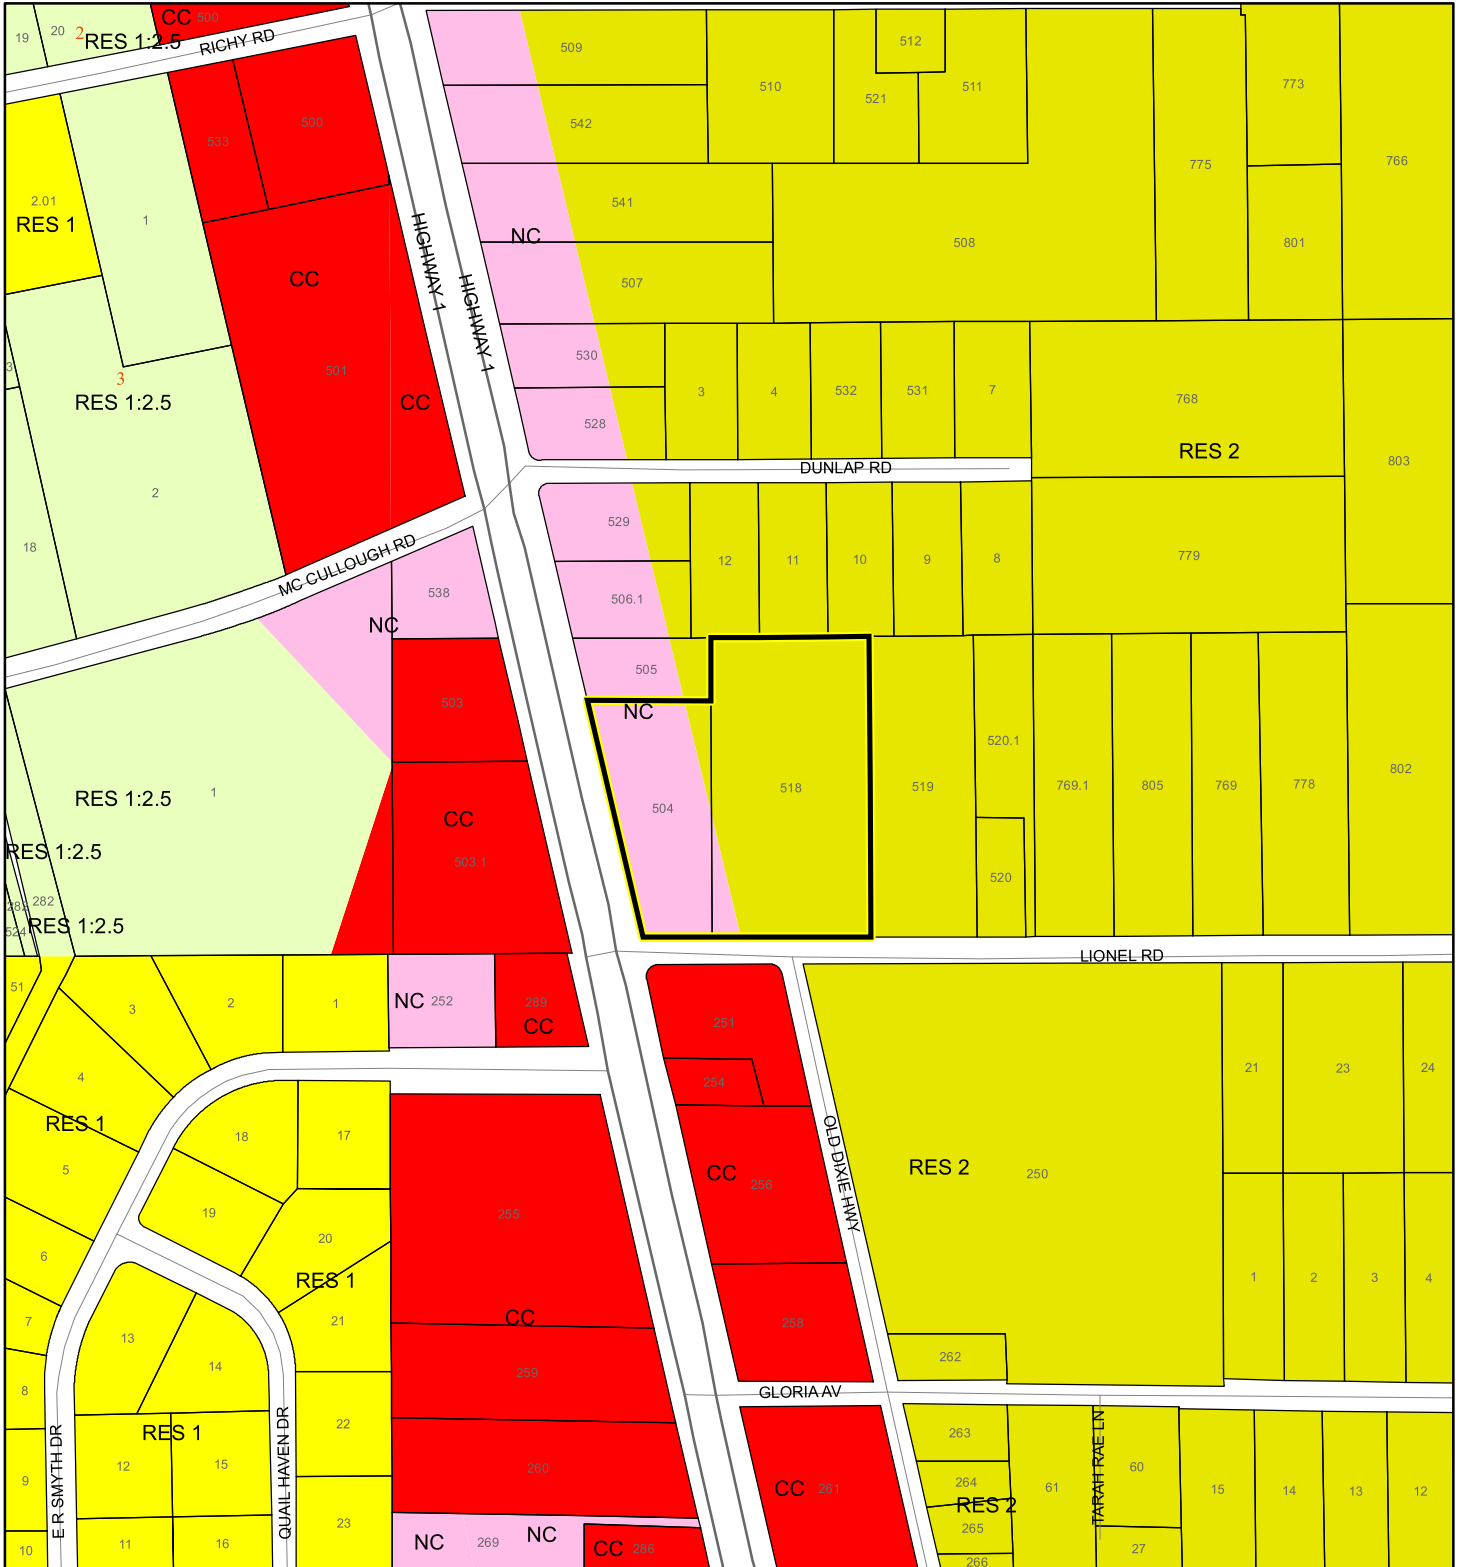 19
20
2
RES 1:2.5
CC 500
RICHY RD
509
512
510
521
511
773
766
533
500
542
775
2.01
RES 1
1
541
NC
508
801
CC
HIGHWAY 1
HIGHWAY 1
507
3
3
RES 1:2.5
501
CC
530
528
3
4
532
531
7
768
RES 2
803
DUNLAP RD
2
18
MC CULLOUGH RD
529
12
11
10
9
8
779
538
506.1
NC
505
503
NC
504
518
519
520.1
520
769.1
805
769
778
802
RES 1:2.5
1
CC
503.1
RES 1:2.5
282
282
RES 1:2.5
524
LIONEL RD
51
3
2
1
NC 252
289
CC
251
254
4
RES 1
18
17
5
19
20
6
RES 1
21
7
13
14
8
22
RES 1
12
15
9
23
11
16
10
E R SMYTH DR
QUAIL HAVEN DR
255
CC
259
260
NC
269
NC
CC 286
CC
256
258
OLD DIXIE HWY
RES 2
250
21
23
24
1
2
3
4
262
GLORIA AV
CC 261
263
264
RES 2
265
266
61
TARAH RAE LN
60
27
15
14
13
12